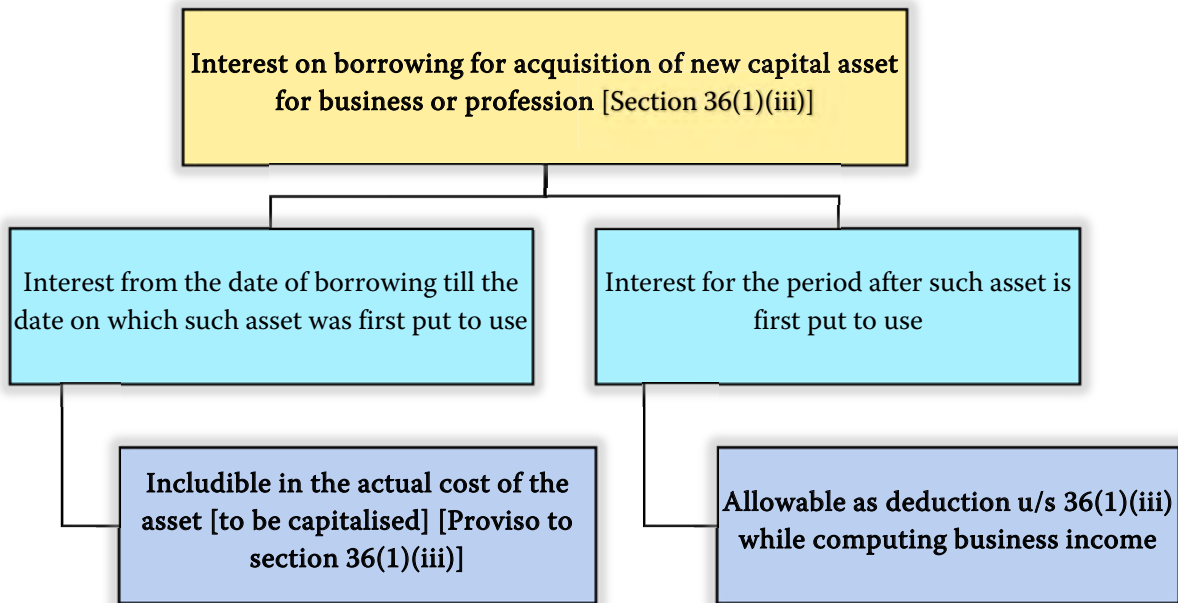 Interest on borrowing for acquisition of new capital asset
for business or profession [Section 36(1)(iii)]
Interest from the date of borrowing till the
date on which such asset was first put to use
Interest for the period after such asset is
first put to use
Includible in the actual cost of the
asset [to be capitalised] [Proviso to
section 36(1)(iii)]
Allowable as deduction u/s 36(1)(iii)
while computing business income